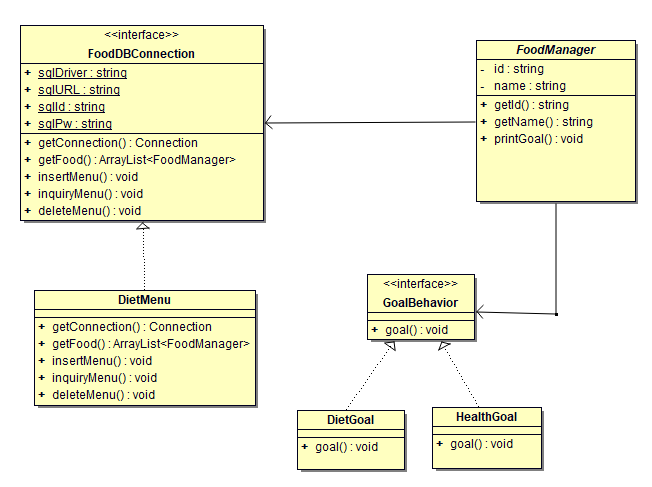 <<interface>>
FoodDBConnection
+ sqlDriver : string
+ sqlURL : string
+ sqlId : string
+ sqlPw : string
+ getConnection() : Connection
+ getFood() : ArrayList<FoodManager>
+ insertMenu() : void
+ inquiryMenu() : void
+ deleteMenu() : void
FoodManager
- id : string
- name : string
+ getId() : string
+ getName() : string
+ printGoal() : void
DietMenu
+ getConnection() : Connection
+ getFood() : ArrayList<FoodManager>
+ insertMenu() : void
+ inquiryMenu() : void
+ deleteMenu() : void
<<interface>>
GoalBehavior
+ goal() : void
DietGoal
+ goal() : void
HealthGoal
+ goal() : void